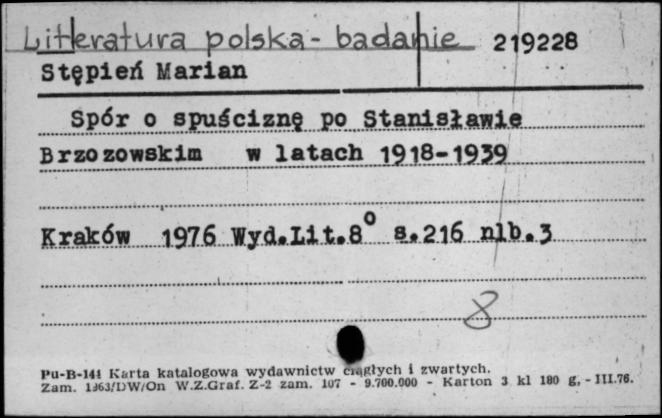 Literatura polska - badanie 219228
Stępień Marian
Spór o spuściznę po Stanisławie
Brzozowskim w latach 1918-1939
Kraków 1976 Wyd.Lit.8° s.216 nlb.3
8
Pu-B-141 Karta katalogowa wydawnictw ciągłych i zwartych.
Zam. 1363/DW/On W.Z.Graf. Z-2 zam. 107 - 9.700.000 - Karton 3 kl 180 g, - III.76.